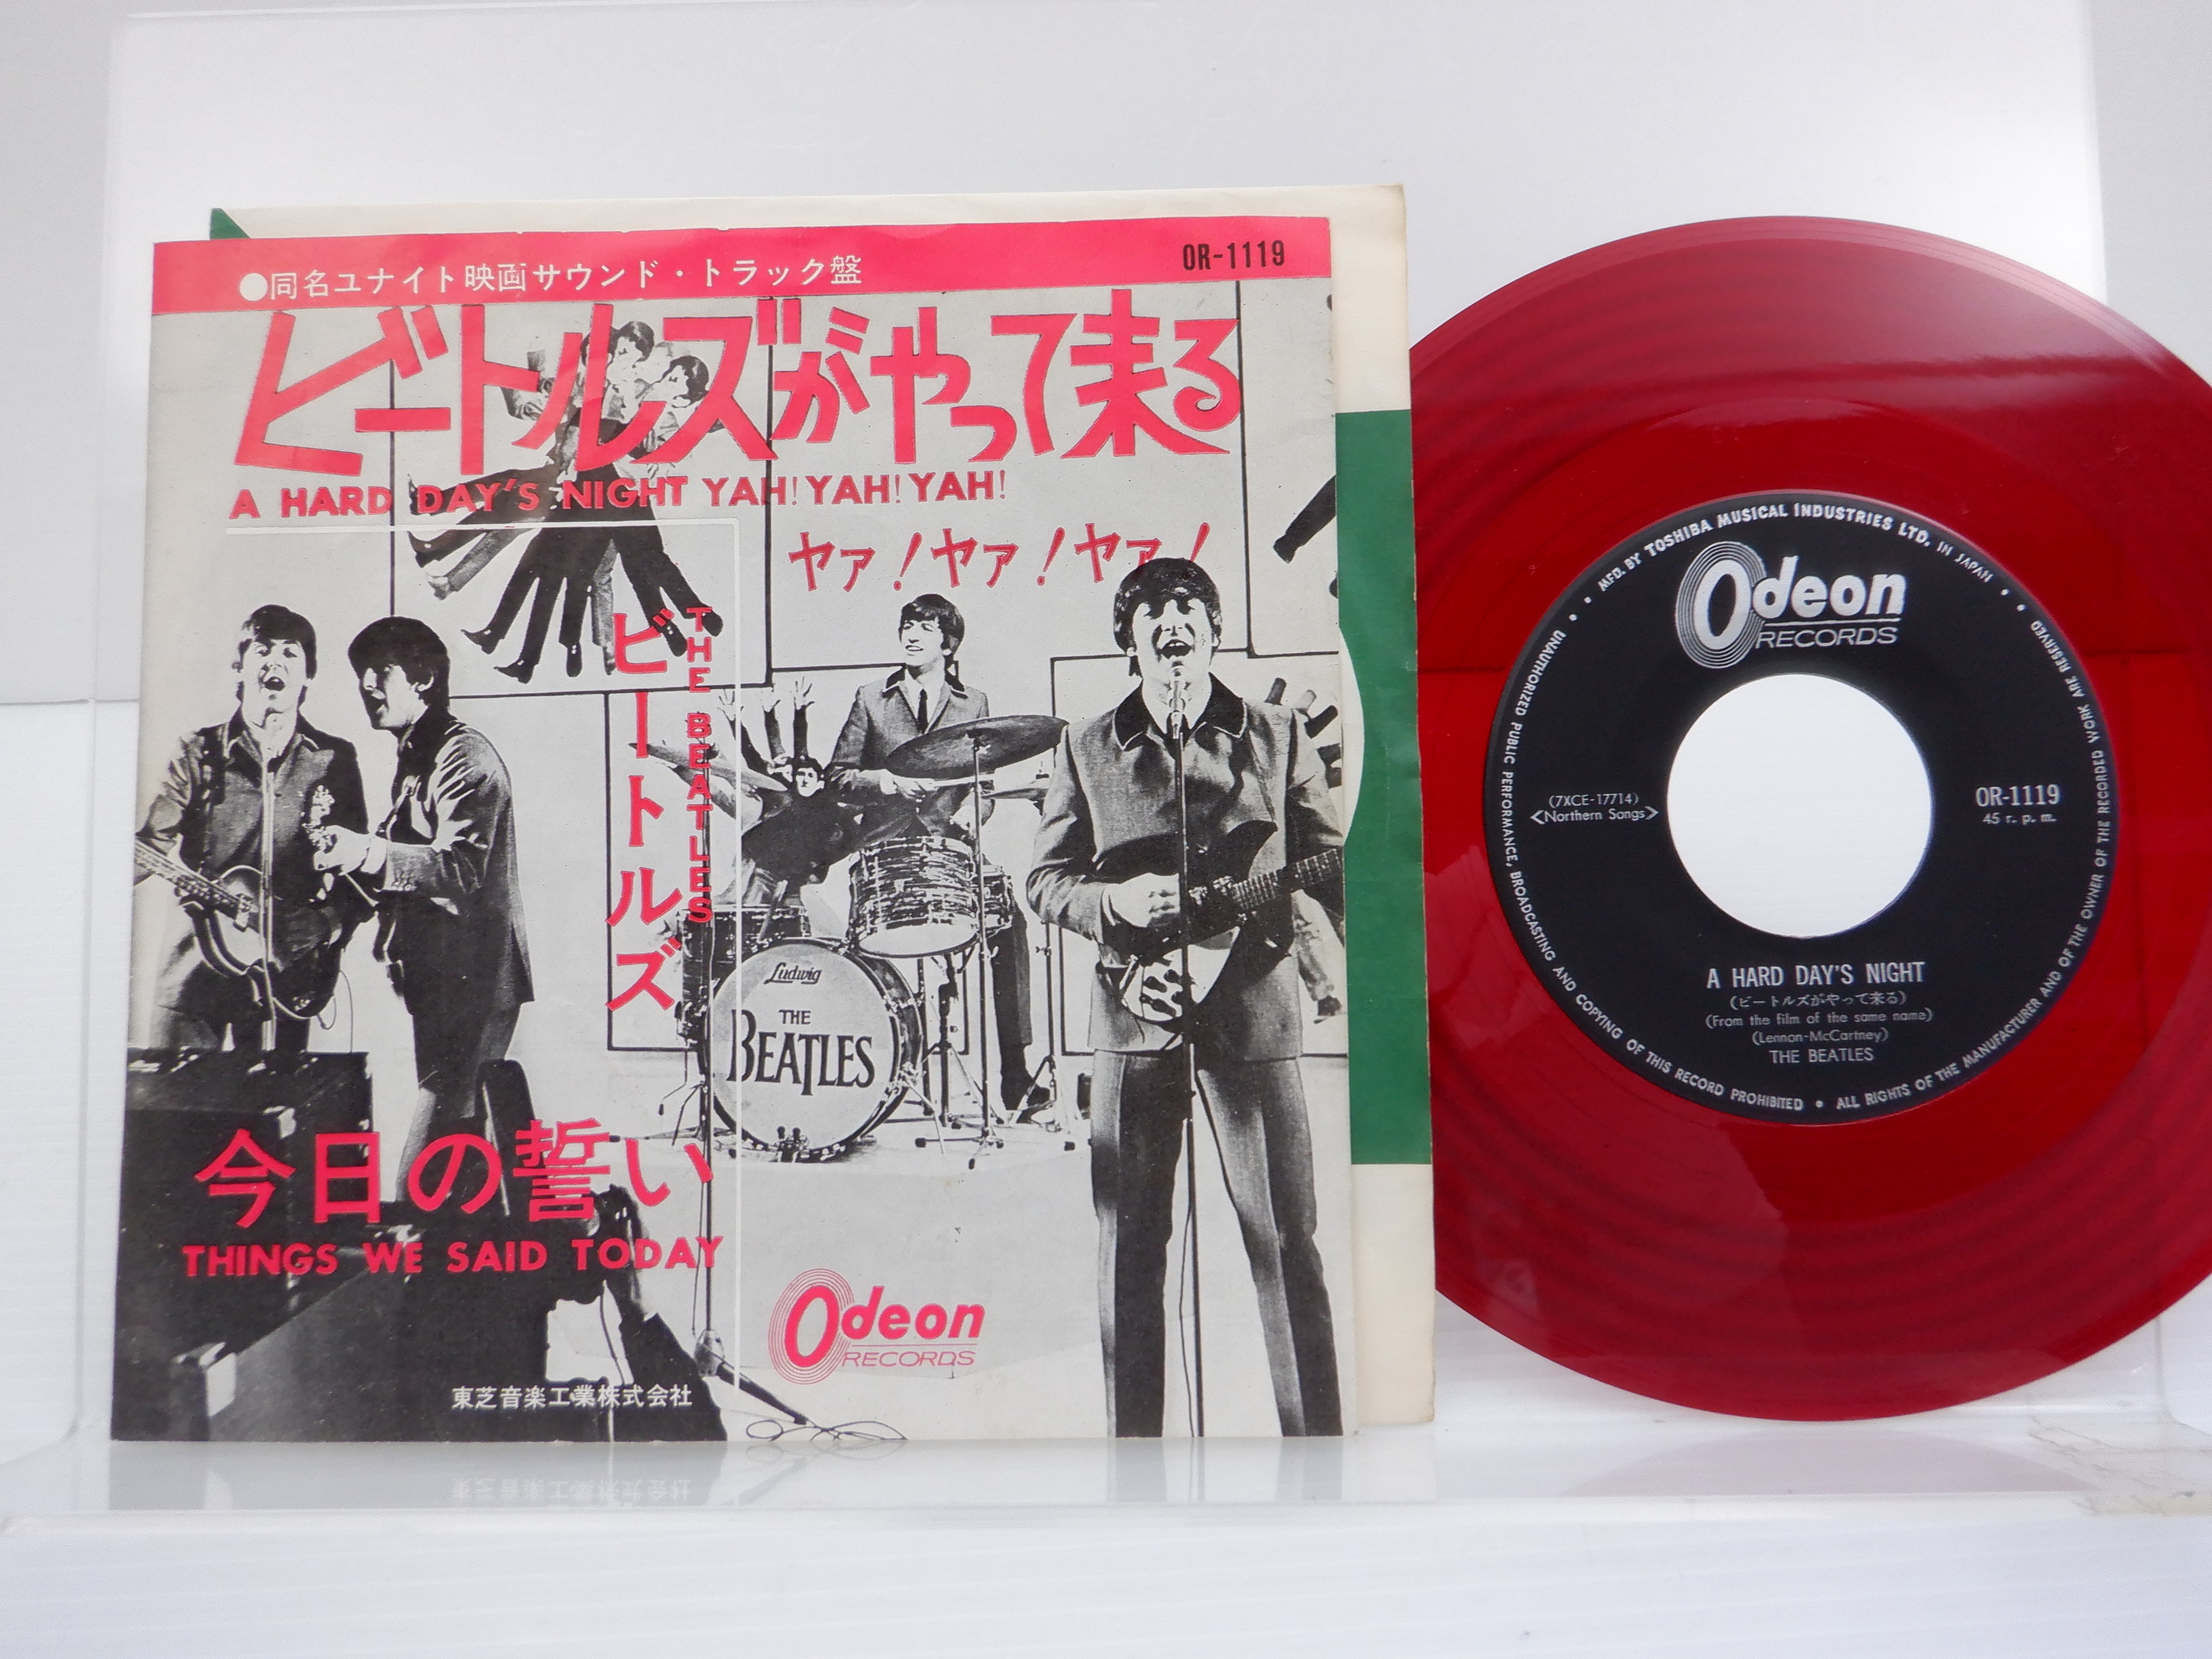 ●同名ユナイト映画サウンド・トラック盤
OR-1119
ビートルズがやって来る
A HARD DAY'S NIGHT YAH! YAH! YAH!
ヤァ！ヤァ！ヤァ！
THE BEATLES
ビートルズ
Ludwig
THE
BEATLES
今日の誓い
THINGS WE SAID TODAY
Odeon
RECORDS
東芝音楽工業株式会社
• MFD. BY TOSHIBA MUSICAL INDUSTRIES LTD. IN JAPAN •
Odeon
RECORDS
(7XCE-17714)
<Northern Songs>
OR-1119
45 r. p. m.
A HARD DAY'S NIGHT
(ビートルズがやって来る)
(From the film of the same name)
(Lennon-McCartney)
THE BEATLES
• UNAUTHORIZED PUBLIC PERFORMANCE, BROADCASTING AND COPYING OF THIS RECORD PROHIBITED • ALL RIGHTS OF THE MANUFACTURER AND OF THE OWNER OF THE RECORDED WORK ARE RESERVED •